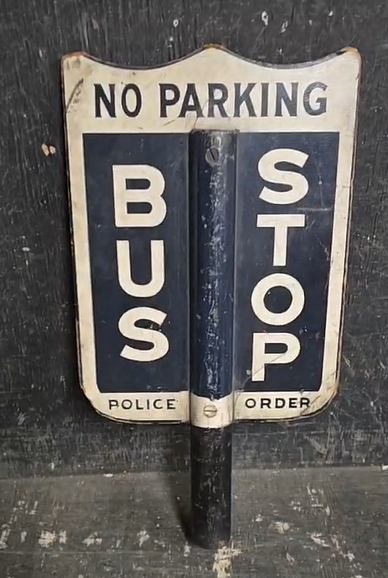 NO PARKING
BUS
STOP
POLICE ORDER